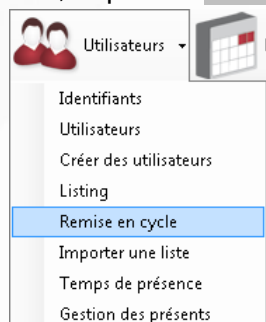 Utilisateurs
Identifiants
Utilisateurs
Créer des utilisateurs
Listing
Remise en cycle
Importer une liste
Temps de présence
Gestion des présents